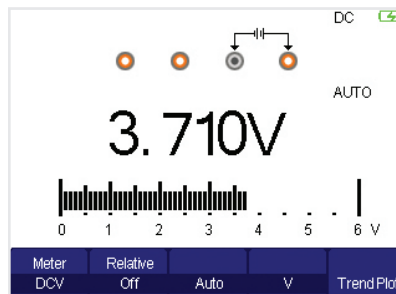 DC
AUTO
3.710V
0 1 2 3 4 5 6 V
Meter Relative
DCV Off Auto V Trend Plot